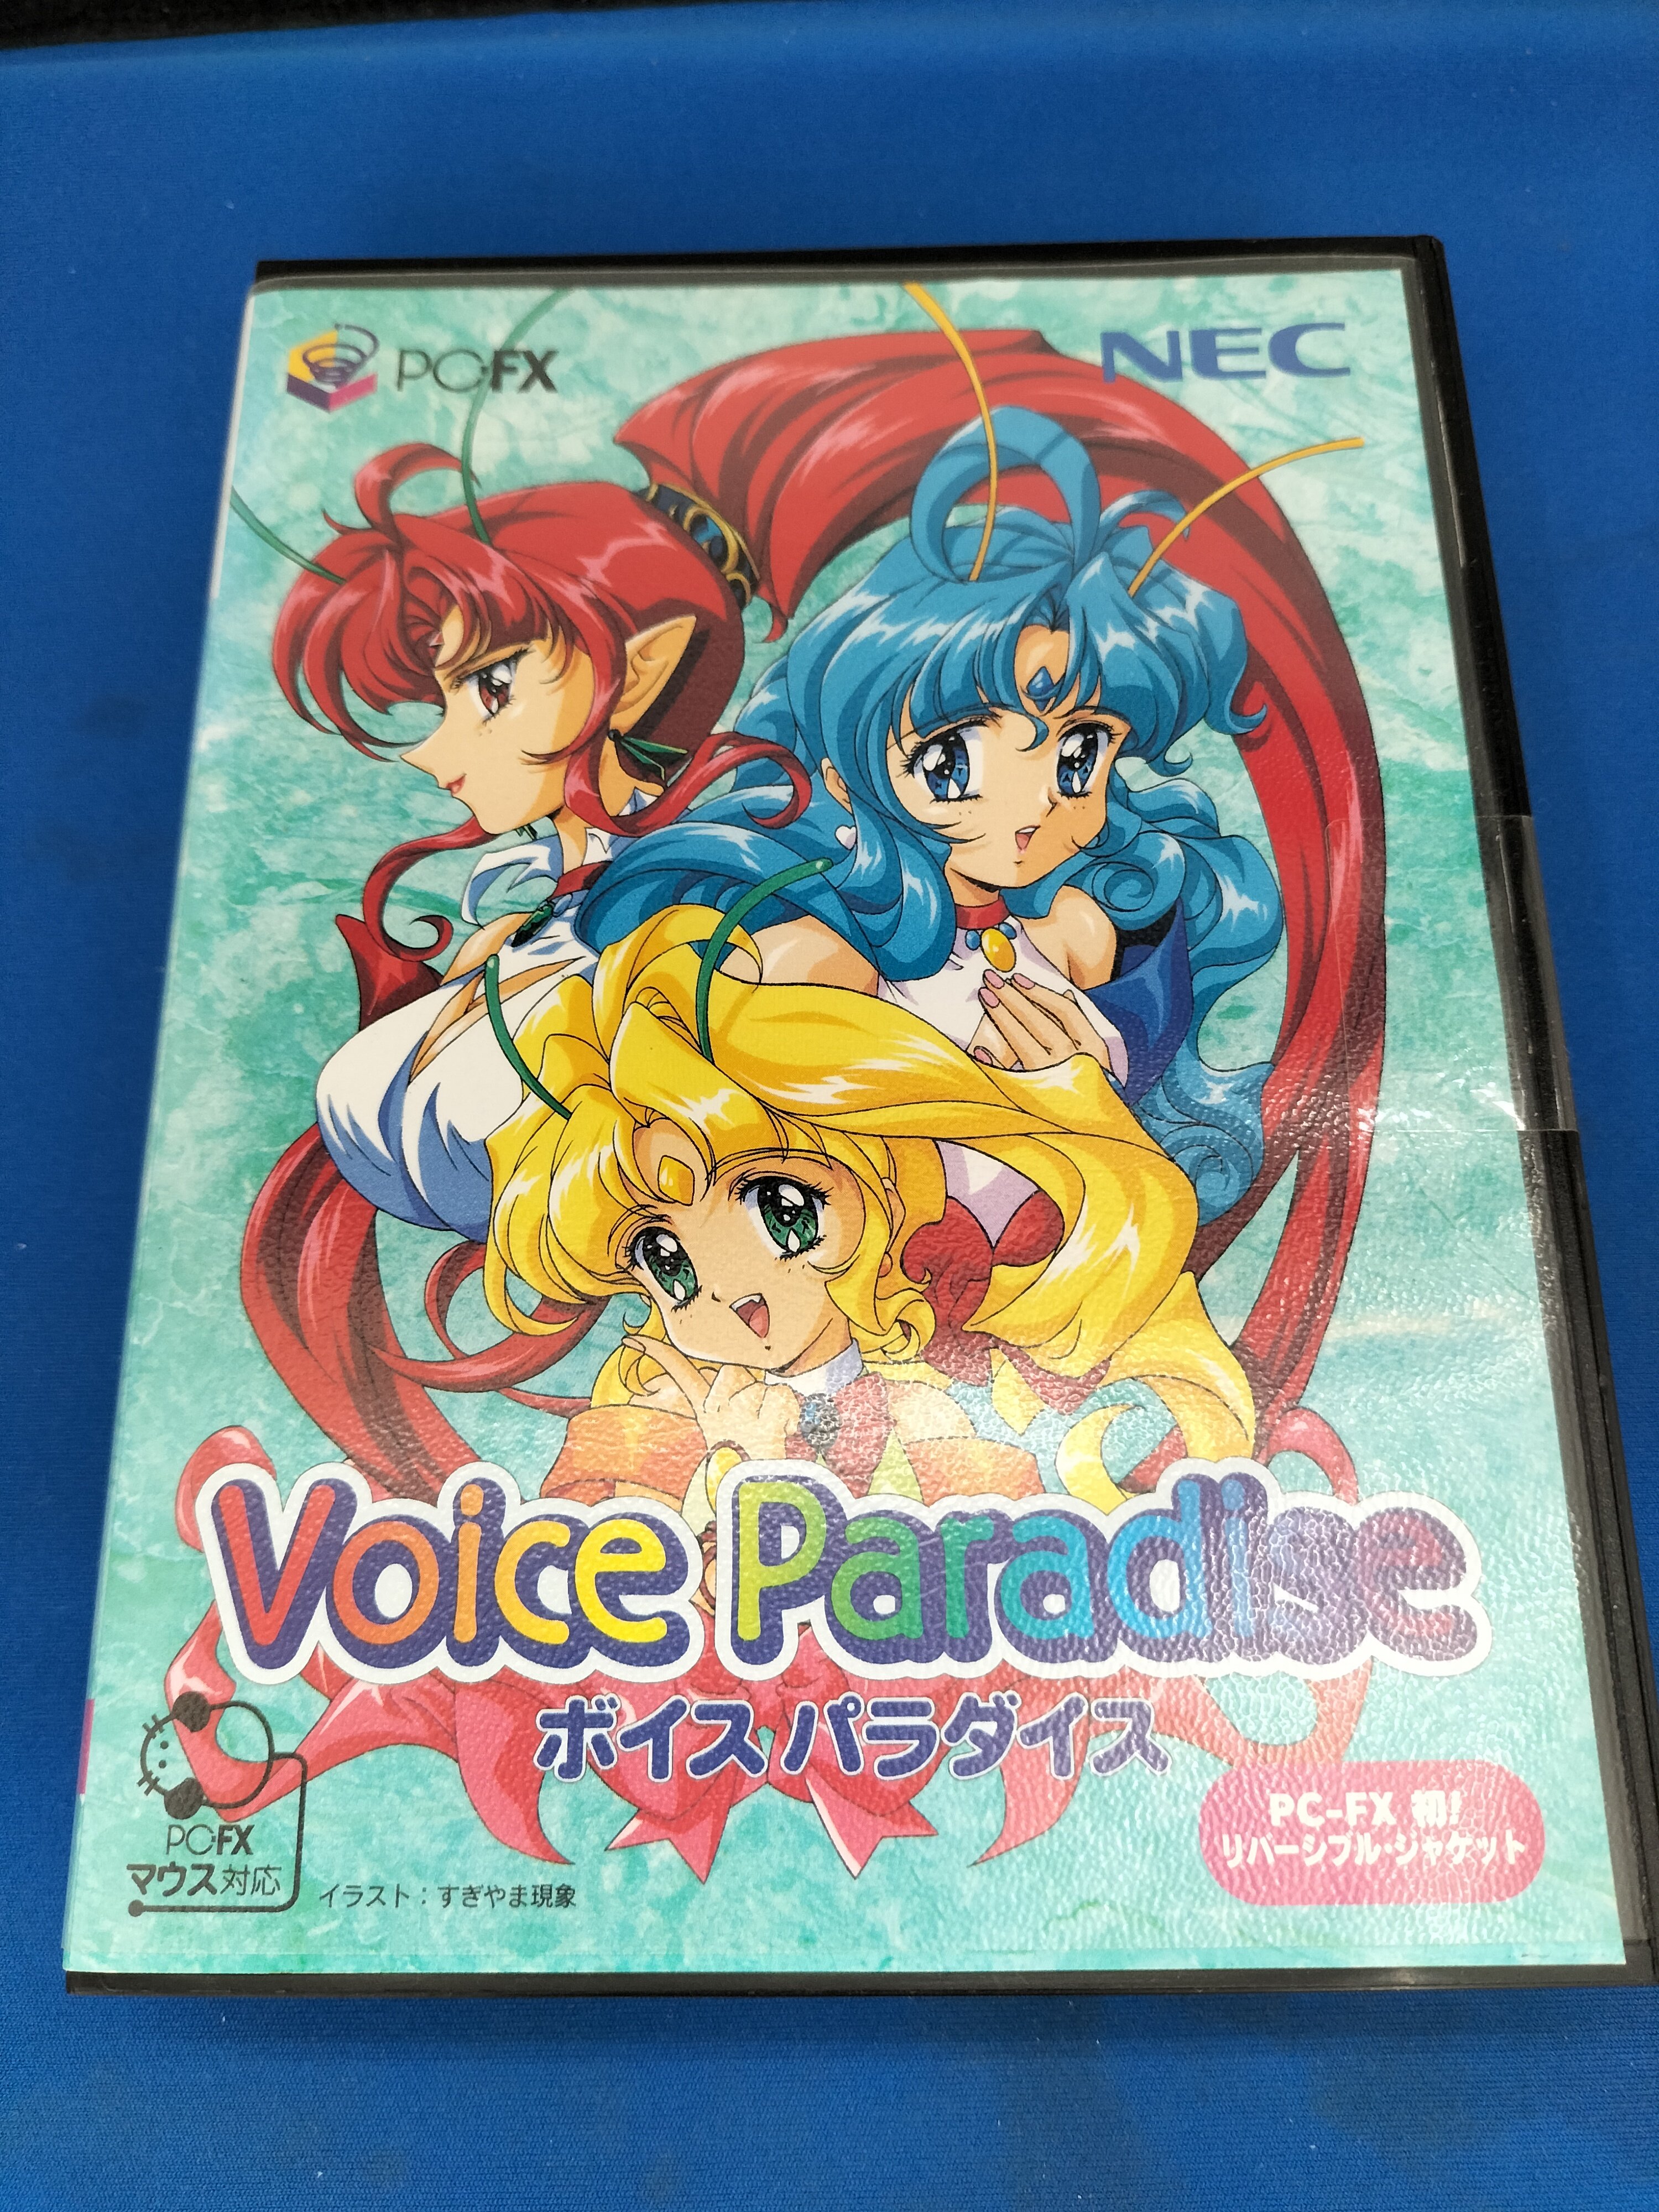 PC-FX
NEC
Voice Paradise
ボイス パラダイス
PC-FX 初!
リバーシブル・ジャケット
PC-FX
マウス対応
イラスト：すぎやま現象